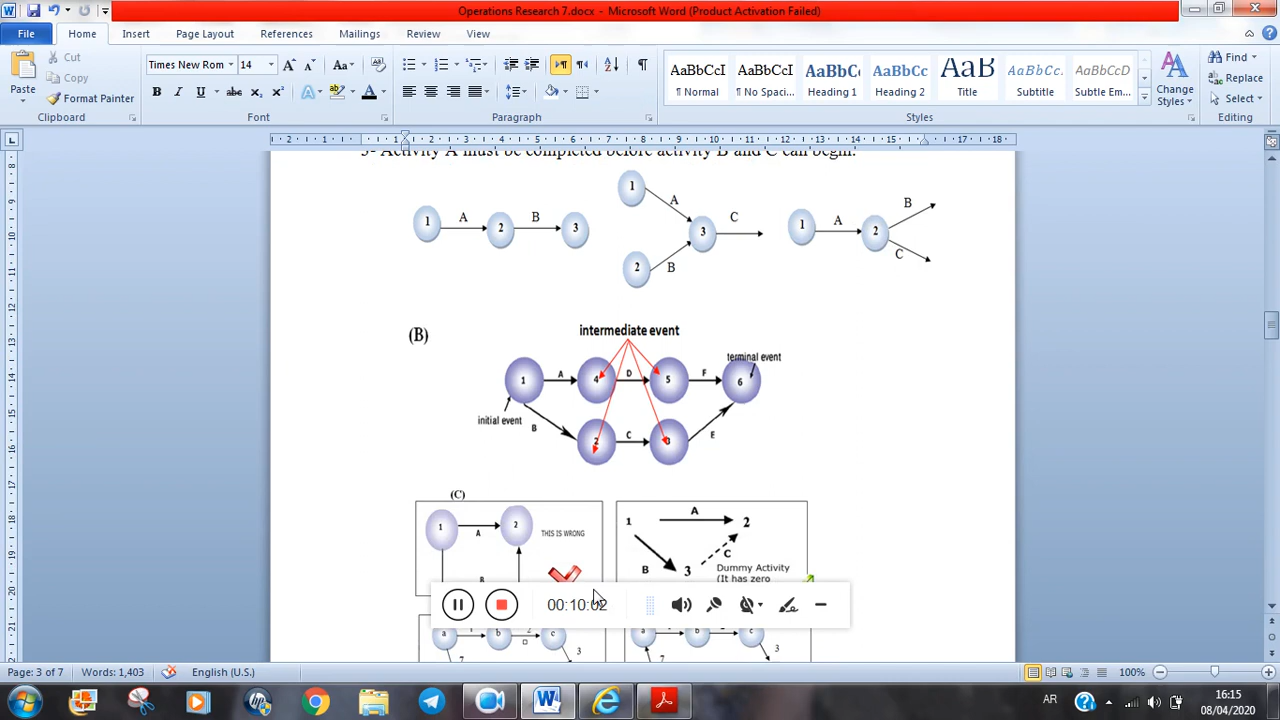 Operations Research 7.docx - Microsoft Word (Product Activation Failed)
File Home Insert Page Layout References Mailings Review View
Cut
Copy
Paste
Format Painter
Clipboard
Times New Rom 14
Font
Paragraph
AaBbCcI AaBbCcI AaBbCc AaBbCc AaB AaBbCc. AaBbCcD
¶ Normal ¶ No Spaci... Heading 1 Heading 2 Title Subtitle Subtle Em...
Styles
Change Styles
Find
Replace
Select
Editing
Activity A must be completed before activity B and C can begin.
1 A 2 B 3
1 A
2 B
3 C
1 A 2 B
C
(B)
intermediate event
terminal event
1 A 4 D 5 F 6
initial event
B 2 C 3 E
(C)
1 A 2 THIS IS WRONG
B
1 A 2
B 3 C
Dummy Activity
(It has zero
00:10:02
a b 2 c
7 3
a b c
7 3
Page: 3 of 7 Words: 1,403 English (U.S.) 100%
AR 16:15
08/04/2020